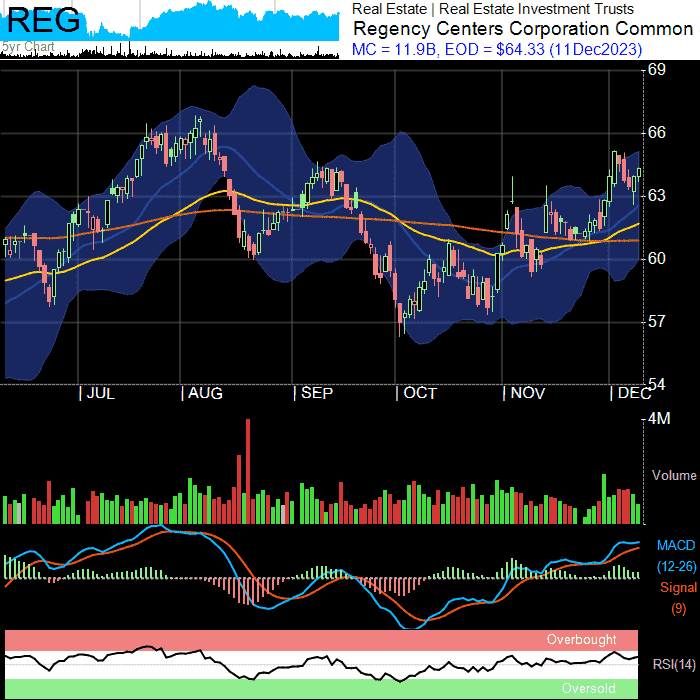 REG
5yr Chart
Real Estate | Real Estate Investment Trusts
Regency Centers Corporation Common
MC = 11.9B, EOD = $64.33 (11Dec2023)
69
66
63
60
57
54
JUL
AUG
SEP
OCT
NOV
DEC
4M
Volume
MACD
(12-26)
Signal
(9)
Overbought
RSI(14)
Oversold